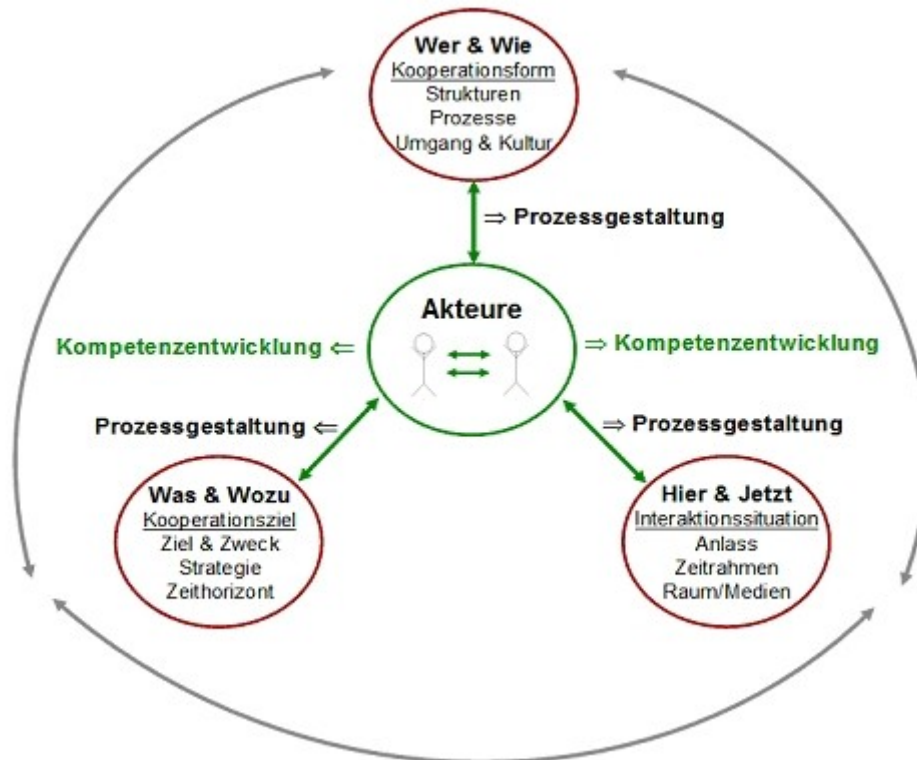 Wer & Wie
Kooperationsform
Strukturen
Prozesse
Umgang & Kultur
⇒ Prozessgestaltung
Akteure
Kompetenzentwicklung ⇐
⇒ Kompetenzentwicklung
Prozessgestaltung ⇐
⇒ Prozessgestaltung
Was & Wozu
Kooperationsziel
Ziel & Zweck
Strategie
Zeithorizont
Hier & Jetzt
Interaktionssituation
Anlass
Zeitrahmen
Raum/Medien